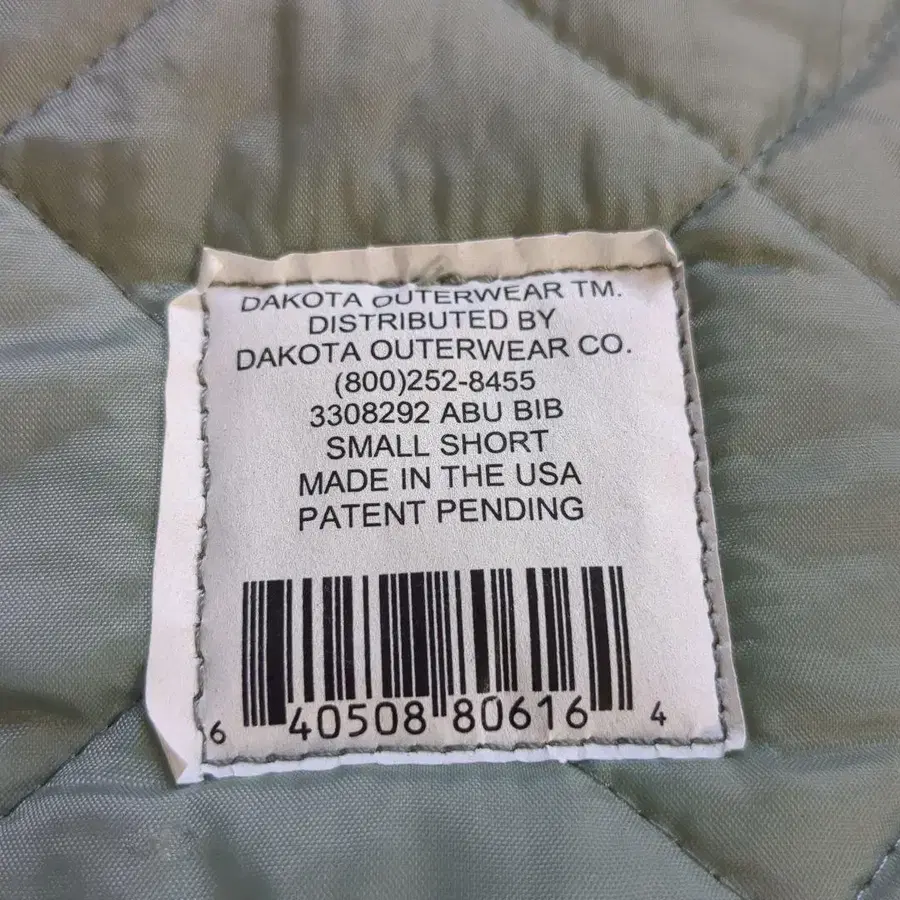 DAKOTA OUTERWEAR TM.
DISTRIBUTED BY
DAKOTA OUTERWEAR CO.
(800)252-8455
3308292 ABU BIB
SMALL SHORT
MADE IN THE USA
PATENT PENDING
6 40508 80616 4